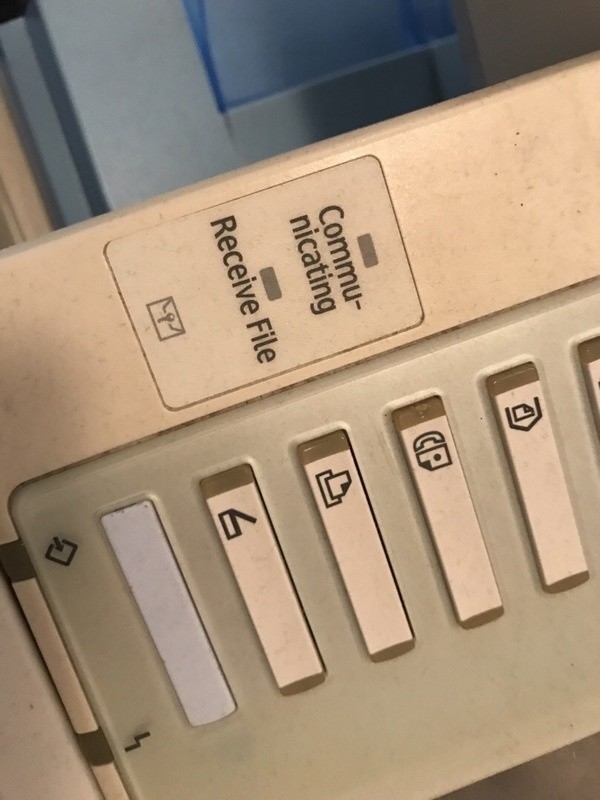 Commu-
nicating
Receive File